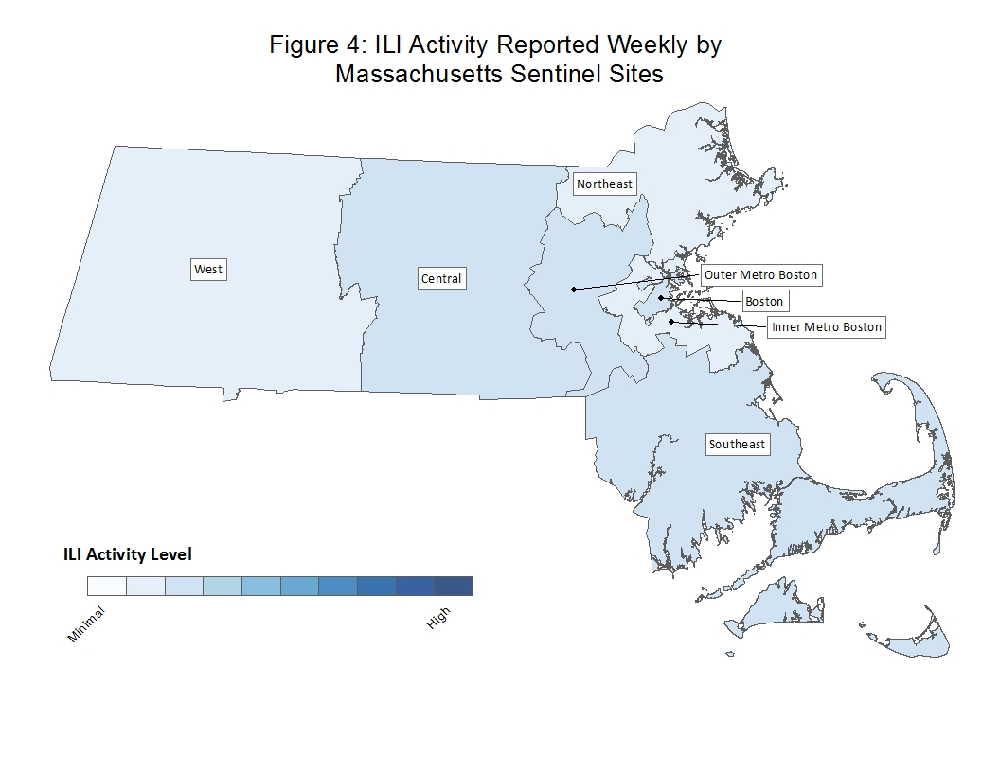 Figure 4: ILI Activity Reported Weekly by
Massachusetts Sentinel Sites
Northeast
West
Central
Outer Metro Boston
Boston
Inner Metro Boston
Southeast
ILI Activity Level
Minimal
High